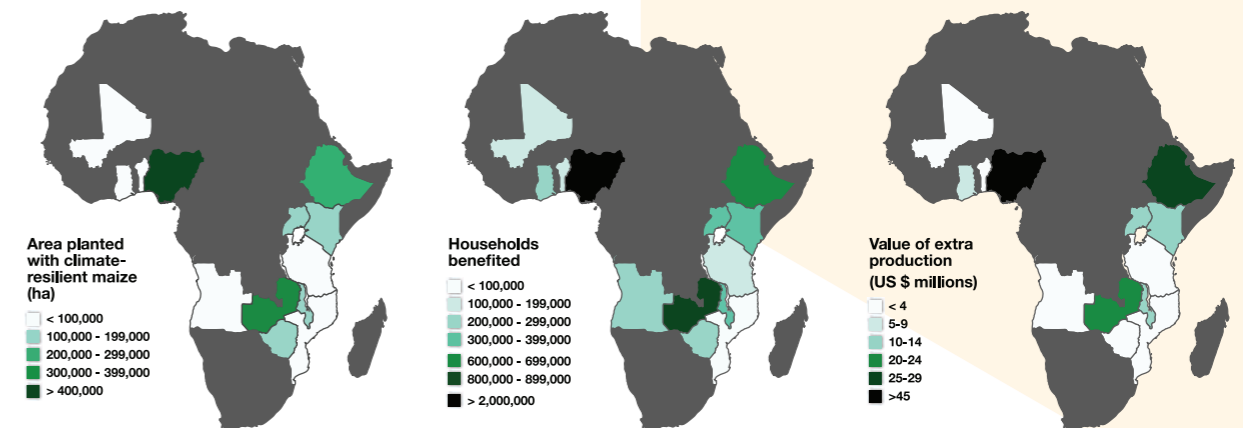 Area planted
with climate-
resilient maize
(ha)
< 100,000
100,000 - 199,000
200,000 - 299,000
300,000 - 399,000
> 400,000
Households
benefited
< 100,000
100,000 - 199,000
200,000 - 299,000
300,000 - 399,000
600,000 - 699,000
800,000 - 899,000
> 2,000,000
Value of extra
production
(US $ millions)
< 4
5-9
10-14
20-24
25-29
>45